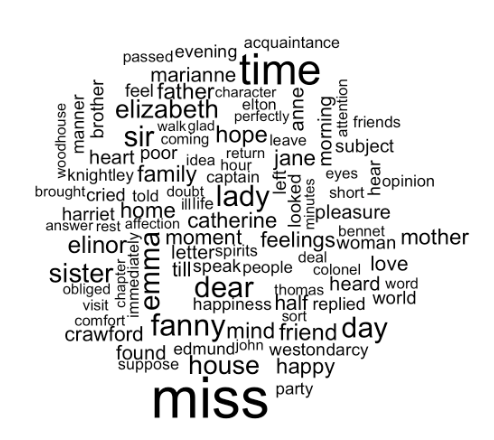 acquaintance
passed evening
marianne time
feel father character
brother
manner
woodhouse
elizabeth elton
perfectly
anne
morning
attention
friends
sir walk glad hope leave
coming
subject
heart poor idea return jane
hour
knightley family captain
left
looked
minutes
eyes
hear
opinion
short
brought cried told doubt lady
ill life
harriet home catherine pleasure
answer rest affection
bennet
elinor emma moment feelings woman mother
letter spirits
deal
sister till speak people colonel love
chapter
immediately
obliged dear thomas heard word
visit happiness half replied world
comfort sort
crawford fanny mind friend day
found edmund john weston darcy
suppose house happy
miss party